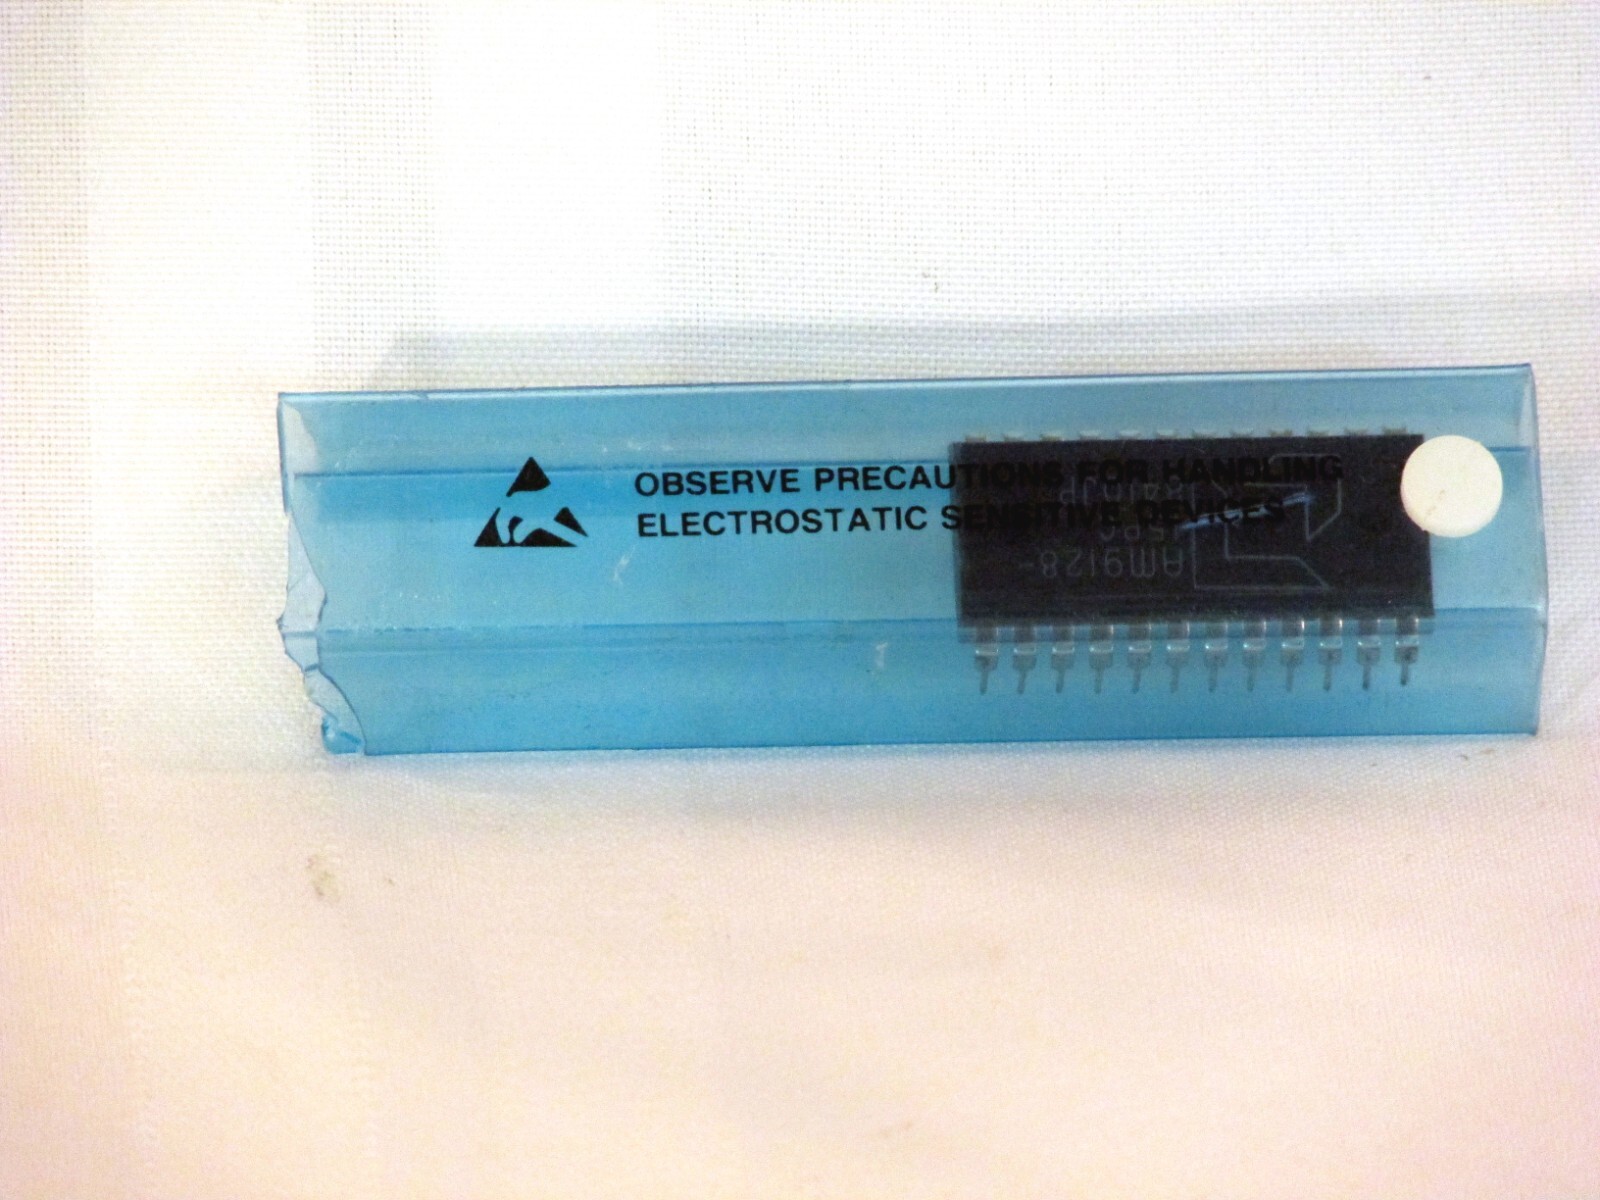 OBSERVE PRECAUTIONS FOR HANDLING
ELECTROSTATIC SENSITIVE DEVICES
AM9128-